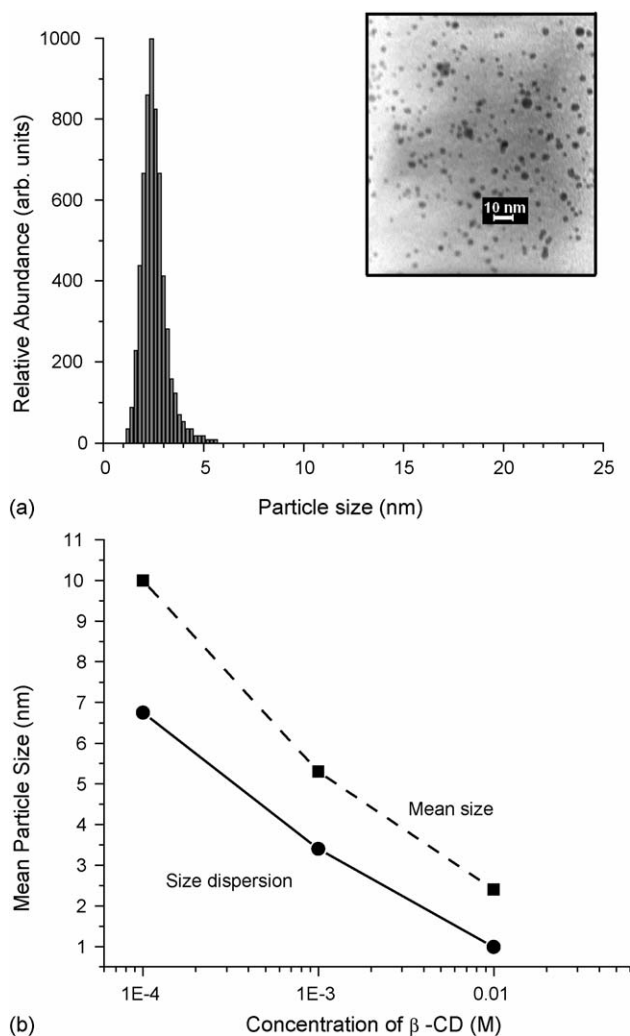 1000
800
600
400
200
0
Relative Abundance (arb. units)
10 nm
0 5 10 15 20 25
(a) Particle size (nm)
11
10
9
8
7
6
5
4
3
2
1
Mean Particle Size (nm)
Mean size
Size dispersion
1E-4 1E-3 0.01
(b) Concentration of β -CD (M)